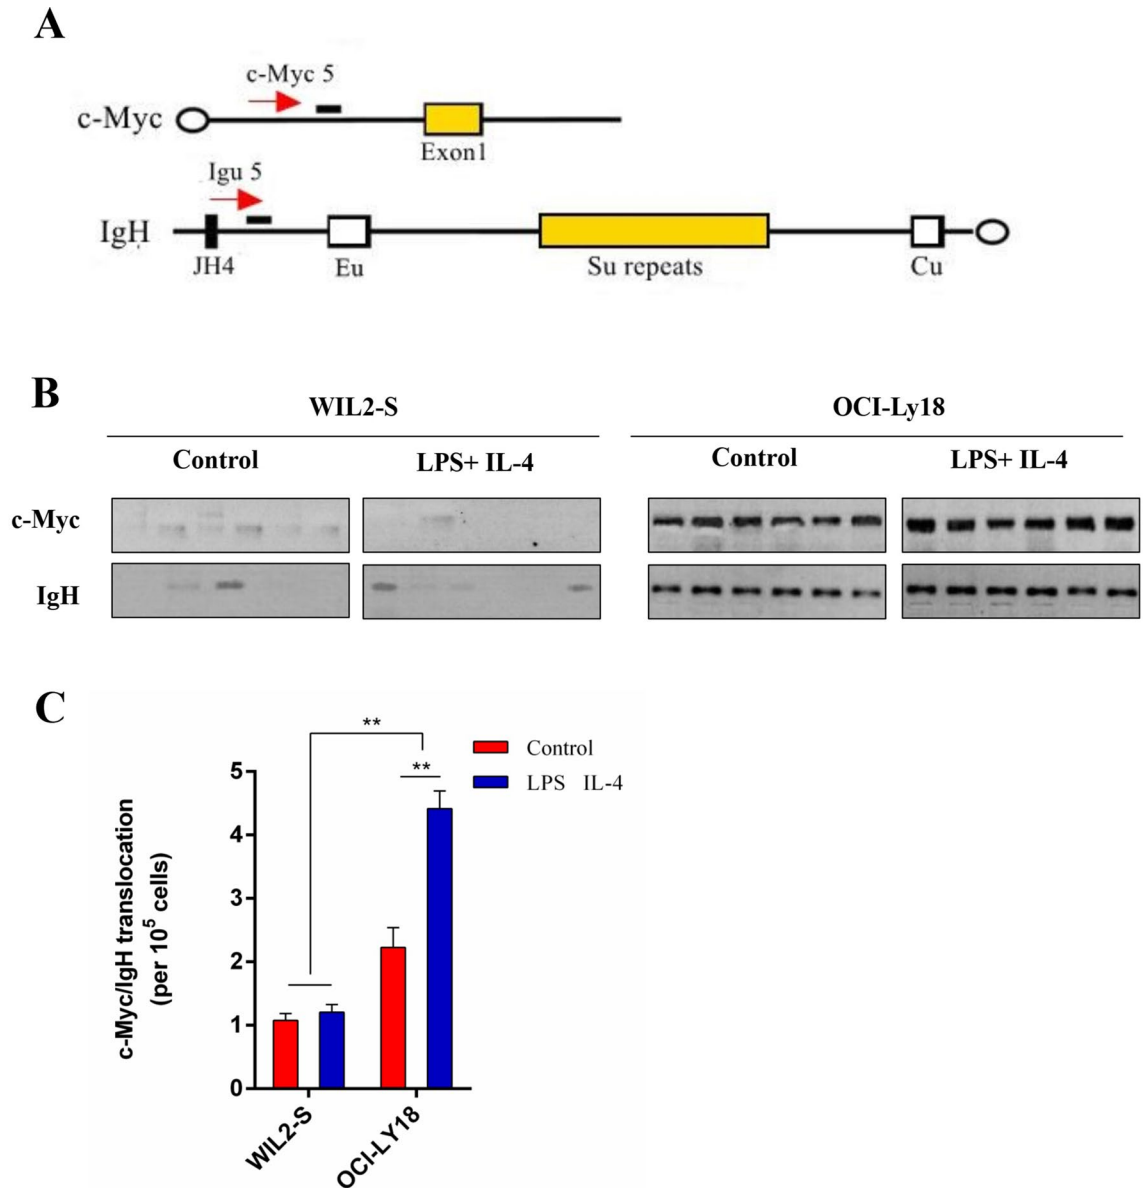 A
c-Myc 5
c-Myc
Exon1
Igu 5
IgH
JH4
Eu
Su repeats
Cu
B
WIL2-S
OCI-Ly18
Control
LPS+ IL-4
Control
LPS+ IL-4
c-Myc
IgH
C
**
**
Control
LPS IL-4
c-Myc/IgH translocation
(per 10⁵ cells)
5
4
3
2
1
0
WIL2-S
OCI-LY18